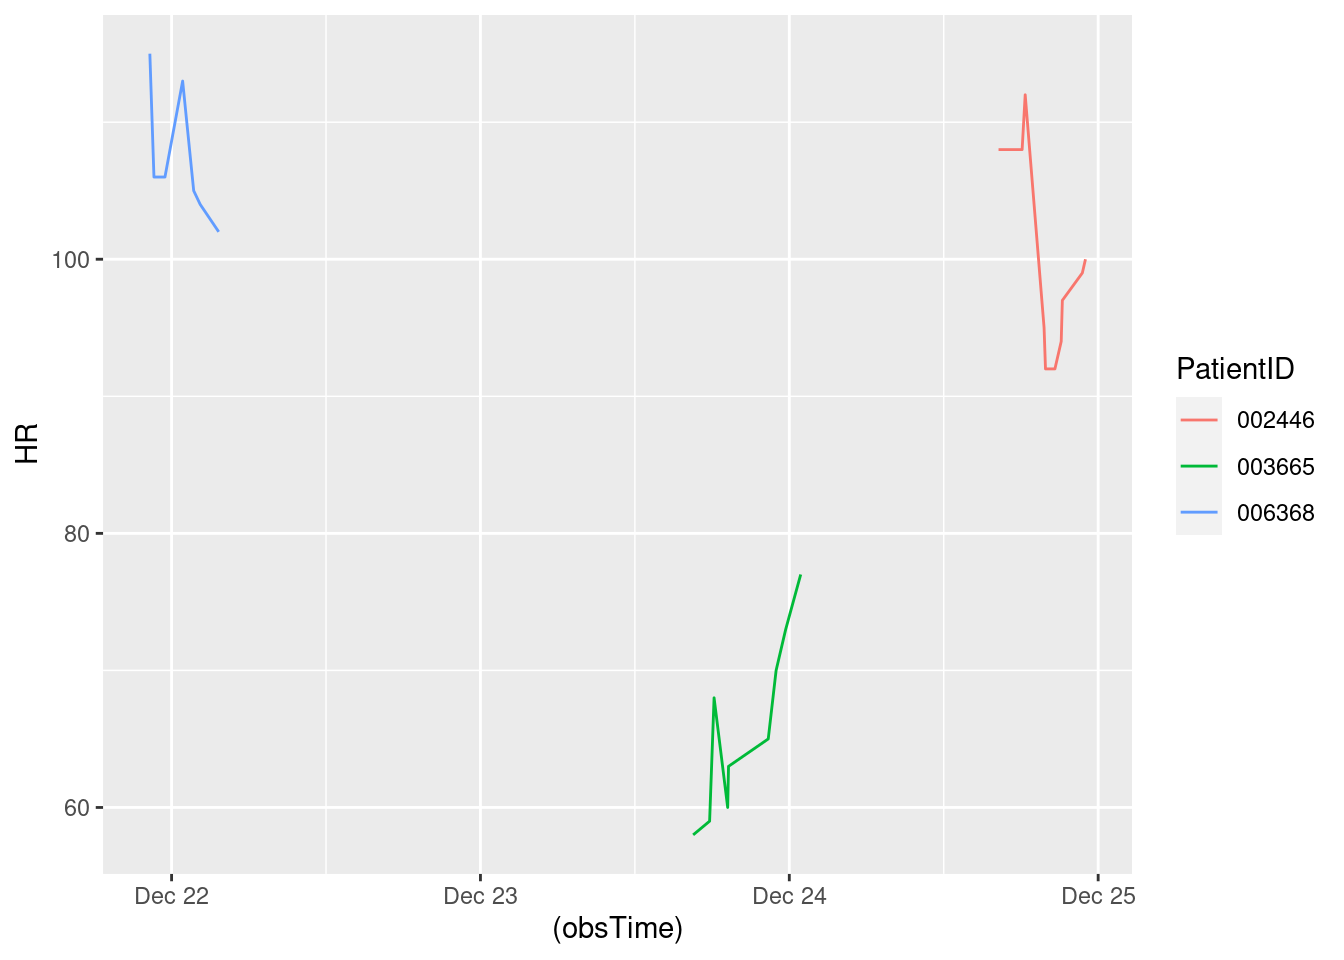 HR
100
80
60
Dec 22
Dec 23
Dec 24
Dec 25
(obsTime)
PatientID
002446
003665
006368